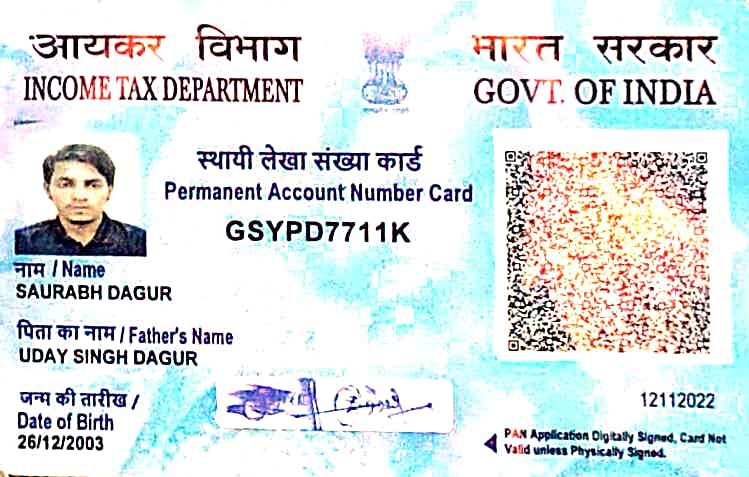 आयकर विभाग
INCOME TAX DEPARTMENT
भारत सरकार
GOVT. OF INDIA
स्थायी लेखा संख्या कार्ड
Permanent Account Number Card
GSYPD7711K
नाम / Name
SAURABH DAGUR
पिता का नाम / Father's Name
UDAY SINGH DAGUR
जन्म की तारीख /
Date of Birth
26/12/2003
12112022
PAN Application Digitally Signed, Card Not
Valid unless Physically Signed.